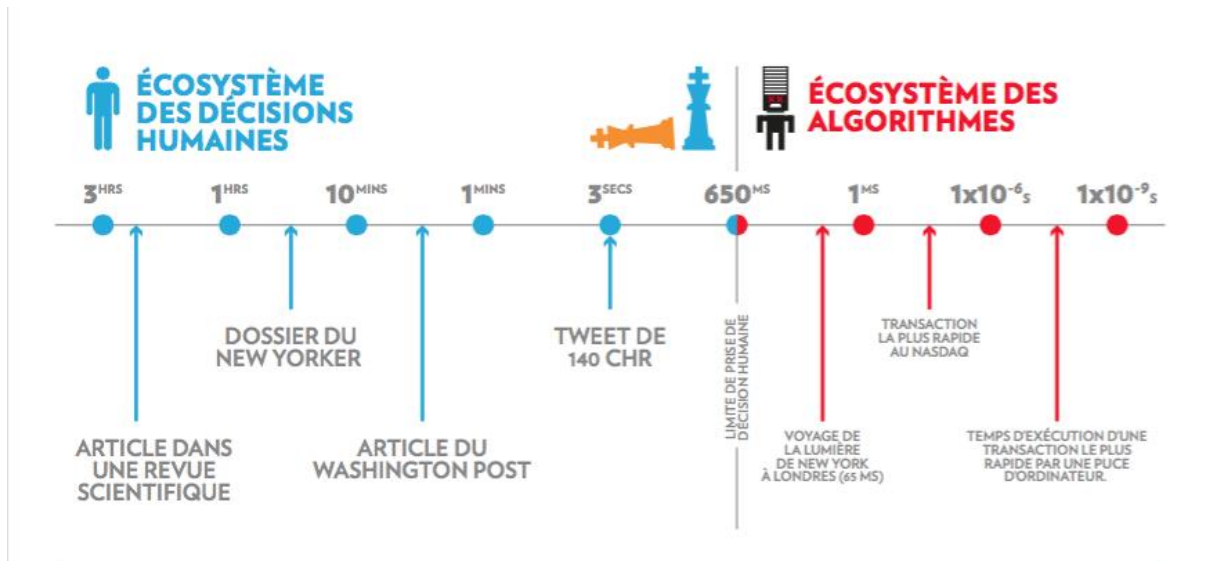 ÉCOSYSTÈME
DES DÉCISIONS
HUMAINES
ÉCOSYSTÈME DES
ALGORITHMES
3HRS
1HRS
10MINS
1MINS
3SECS
650MS
1MS
1x10-6s
1x10-9s
DOSSIER DU
NEW YORKER
TWEET DE
140 CHR
LIMITE DE PRISE DE
DÉCISION HUMAINE
TRANSACTION
LA PLUS RAPIDE
AU NASDAQ
ARTICLE DANS
UNE REVUE
SCIENTIFIQUE
ARTICLE DU
WASHINGTON POST
VOYAGE DE
LA LUMIÈRE
DE NEW YORK
À LONDRES (65 MS)
TEMPS D'EXÉCUTION D'UNE
TRANSACTION LE PLUS
RAPIDE PAR UNE PUCE
D'ORDINATEUR.